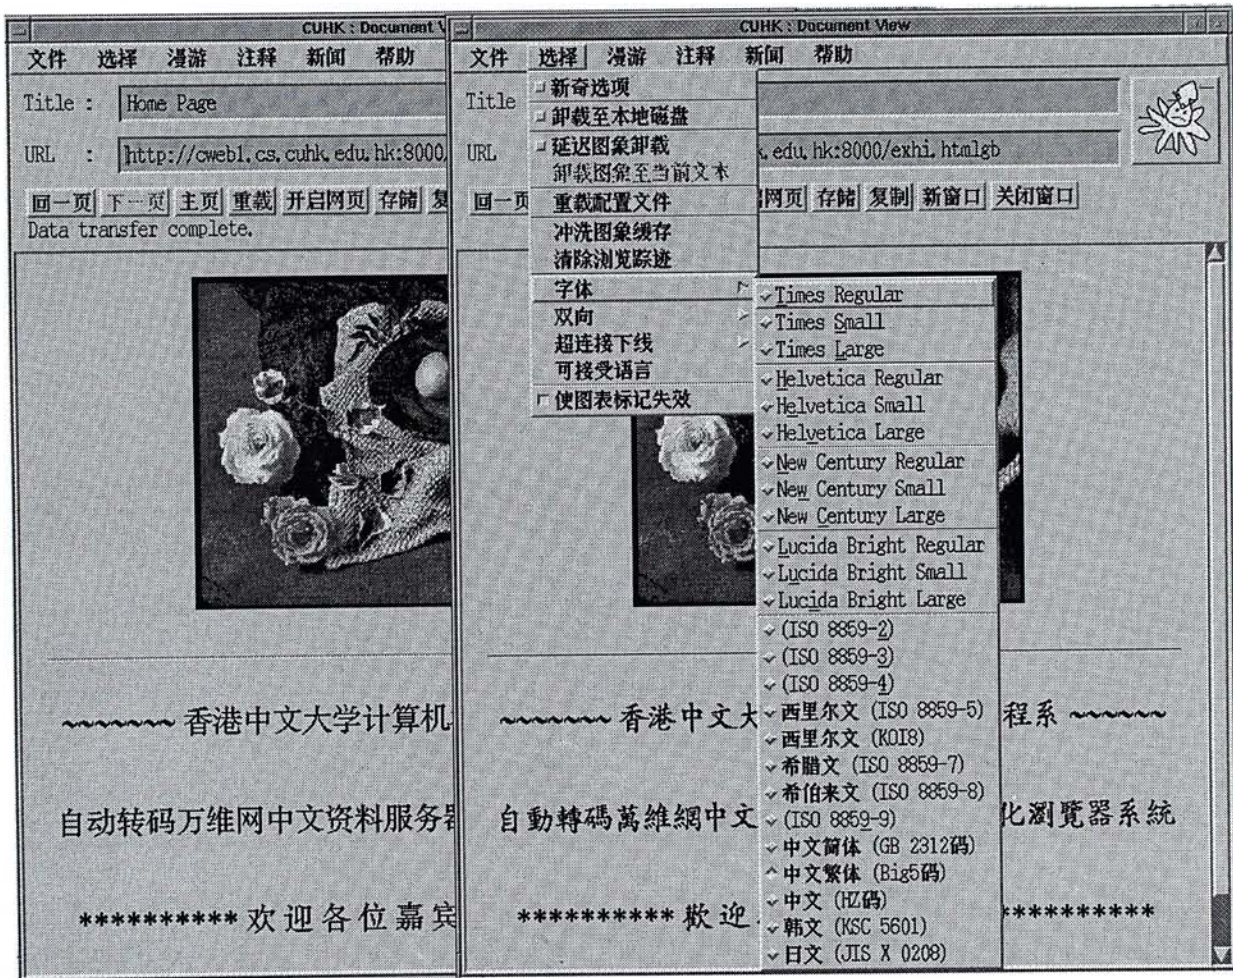 CUHK : Document V
文件 选择 漫游 注释 新闻 帮助
Title : Home Page
URL : http://cweb1.cs.cuhk.edu.hk:8000/
回一页 下一页 主页 重载 开启网页 存储 复
Data transfer complete.
~~~~~~~ 香港中文大学计算机
自动转码万维网中文资料服务器
********** 欢迎各位嘉宾
CUHK : Document View
文件 选择 漫游 注释 新闻 帮助
Title
URL k.edu.hk:8000/exhi.htmlgb
回一页 网页 存储 复制 新窗口 关闭窗口
新奇选项
卸载至本地磁盘
延迟图象卸载
卸载图象至当前文本
重载配置文件
冲洗图象缓存
清除浏览踪迹
字体
双向
超连接下线
可接受语言
使图表标记失效
Times Regular
Times Small
Times Large
Helvetica Regular
Helvetica Small
Helvetica Large
New Century Regular
New Century Small
New Century Large
Lucida Bright Regular
Lucida Bright Small
Lucida Bright Large
(ISO 8859-2)
(ISO 8859-3)
(ISO 8859-4)
西里尔文 (ISO 8859-5)
西里尔文 (KOI8)
希腊文 (ISO 8859-7)
希伯来文 (ISO 8859-8)
(ISO 8859-9)
中文简体 (GB 2312码)
中文繁体 (Big5码)
中文 (HZ码)
韩文 (KSC 5601)
日文 (JIS X 0208)
~~~~~~~ 香港中文大 程系 ~~~~~~
自動轉碼萬維網中文 化瀏覽器系統
********** 歡迎 **********